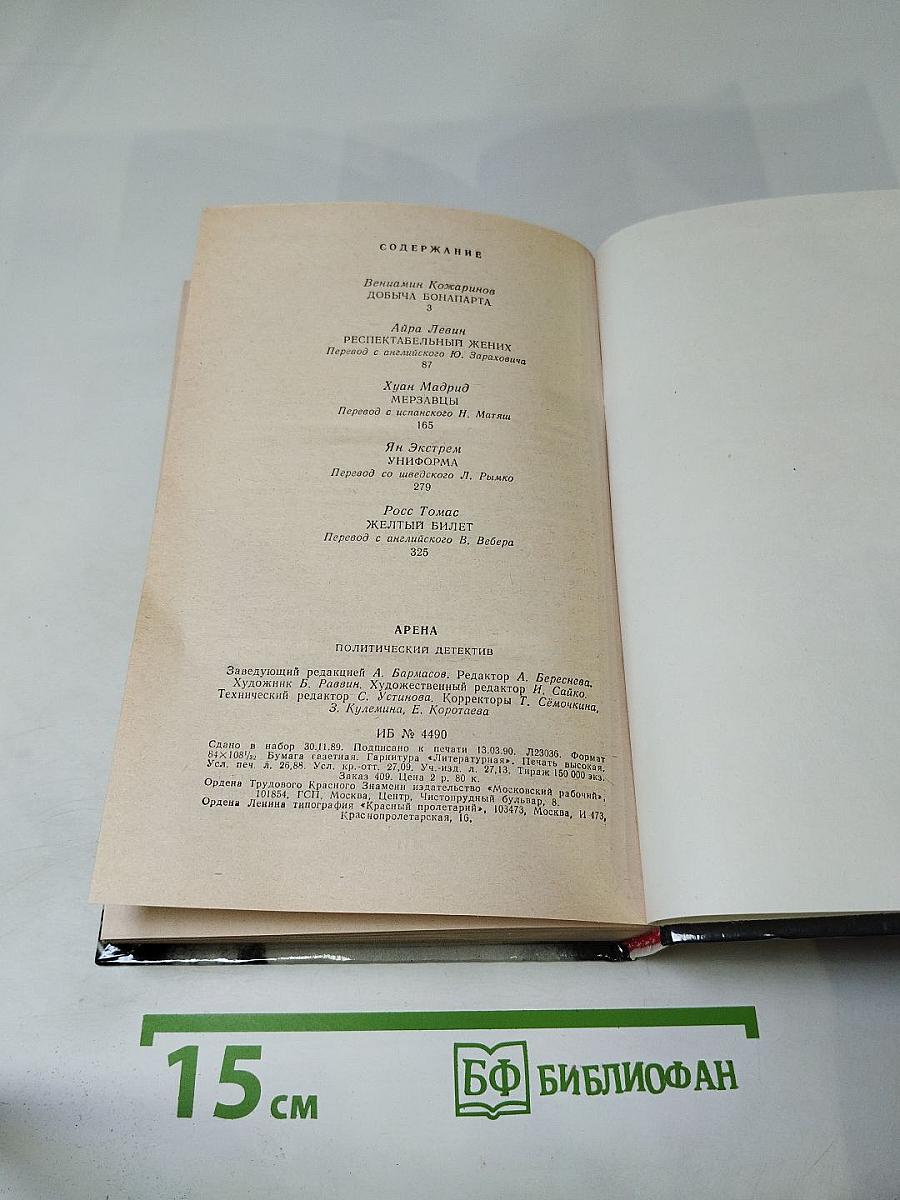 СОДЕРЖАНИЕ
Вениамин Кожаринов
ДОБЫЧА БОНАПАРТА
3
Айра Левин
РЕСПЕКТАБЕЛЬНЫЙ ЖЕНИХ
Перевод с английского Ю. Зараховича
87
Хуан Мадрид
МЕРЗАВЦЫ
Перевод с испанского Н. Матяш
165
Ян Экстрем
УНИФОРМА
Перевод со шведского Л. Рымко
279
Росс Томас
ЖЕЛТЫЙ БИЛЕТ
Перевод с английского В. Вебера
325
АРЕНА
ПОЛИТИЧЕСКИЙ ДЕТЕКТИВ
Заведующий редакцией А. Бармасов. Редактор А. Береснева.
Художник Б. Раввин. Художественный редактор И. Сайко.
Технический редактор С. Устинова. Корректоры Т. Сёмочкина,
З. Кулемина, Е. Коротаева
ИБ № 4490
Сдано в набор 30.11.89. Подписано к печати 13.03.90. Л23036. Формат
84×108¹/₃₂ Бумага газетная. Гарнитура «Литературная». Печать высокая.
Усл. печ. л. 26,88. Усл. кр.-отт. 27,09. Уч.-изд. л. 27,13. Тираж 150 000 экз.
Заказ 409. Цена 2 р. 80 к.
Ордена Трудового Красного Знамени издательство «Московский рабочий»,
101854, ГСП, Москва, Центр, Чистопрудный бульвар, 8.
Ордена Ленина типография «Красный пролетарий», 103473, Москва, И-473,
Краснопролетарская, 16.
15 см
БФ БИБЛИОФАН